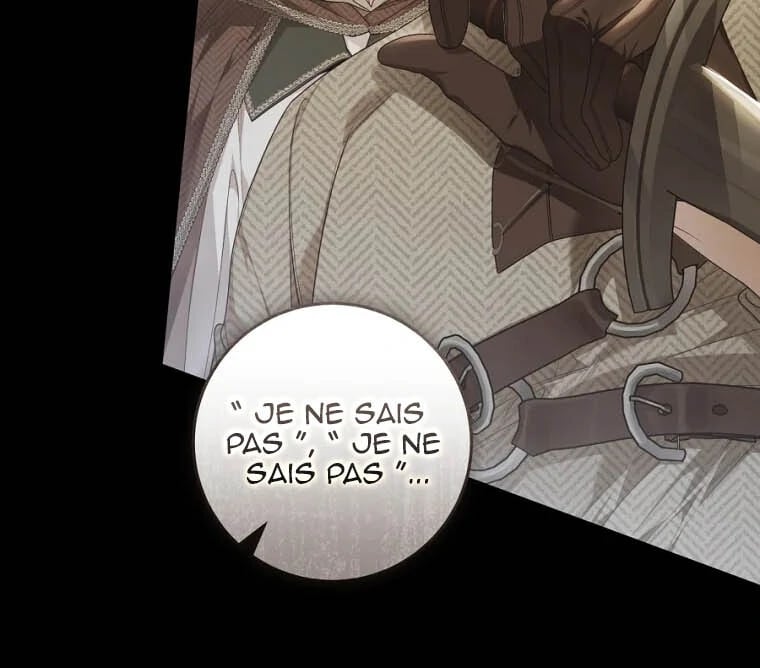 “ JE NE SAIS
PAS ”, “ JE NE
SAIS PAS ”...